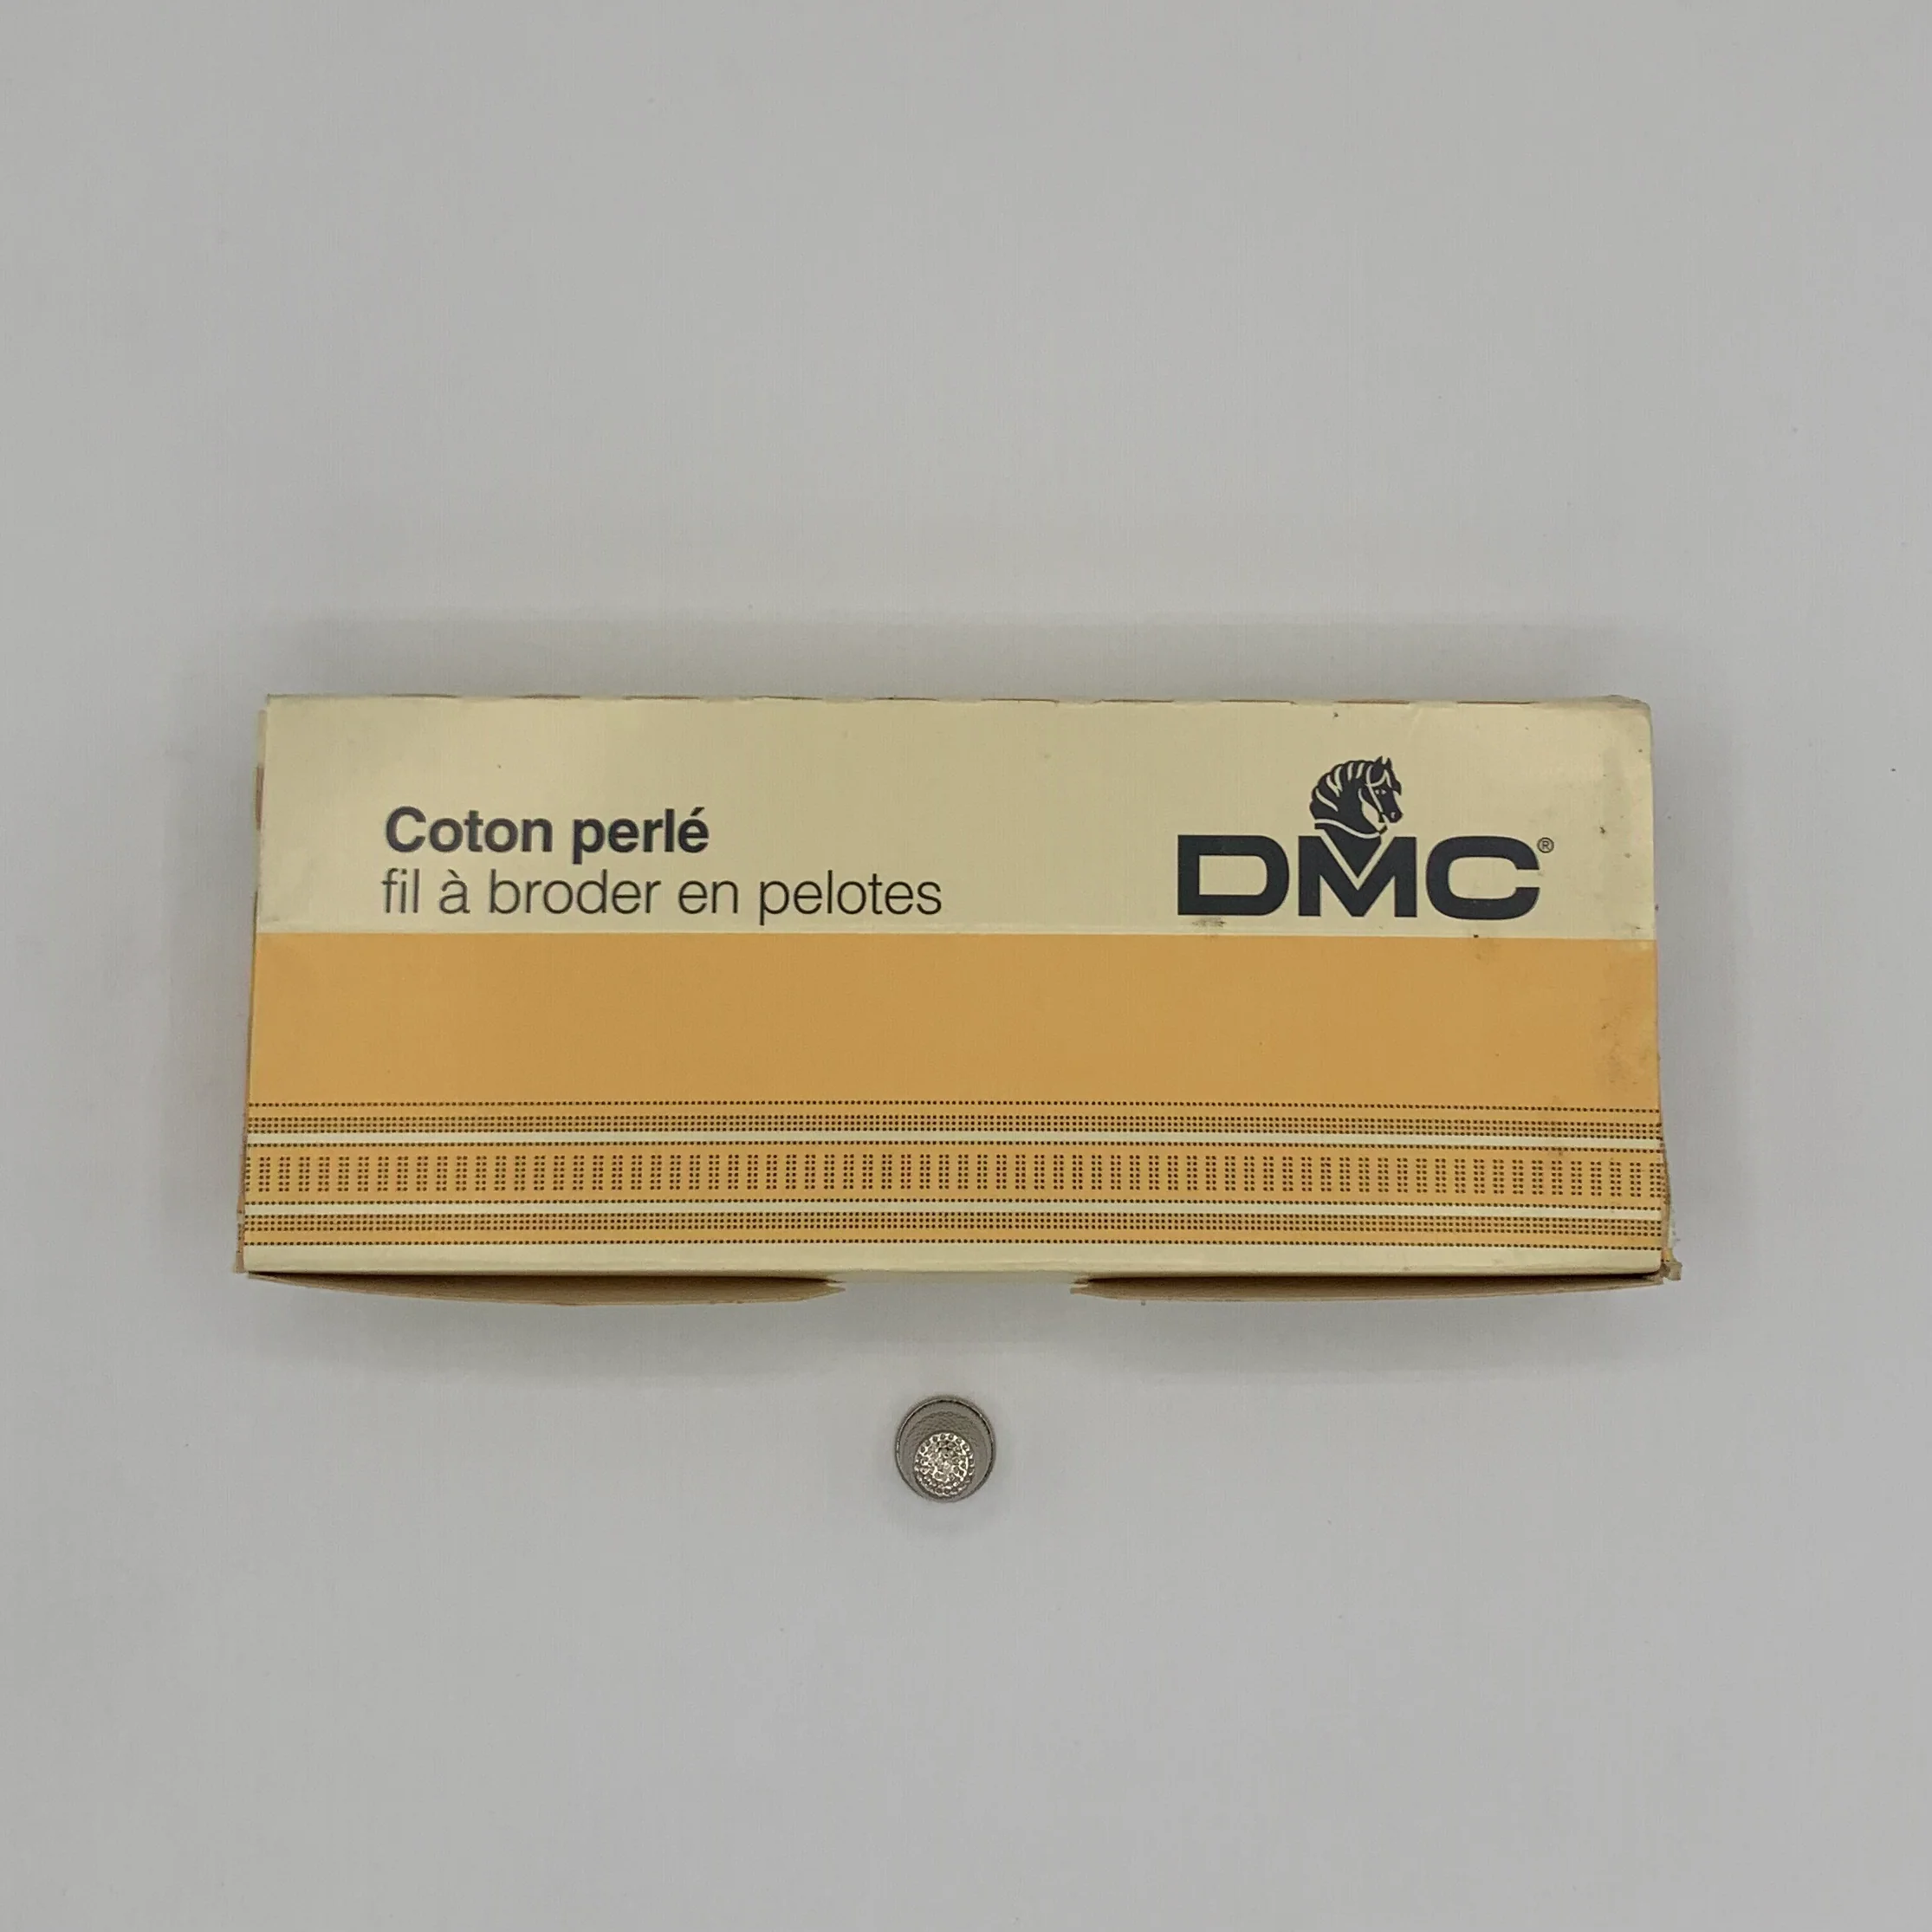 Coton perlé
fil à broder en pelotes
DMC®